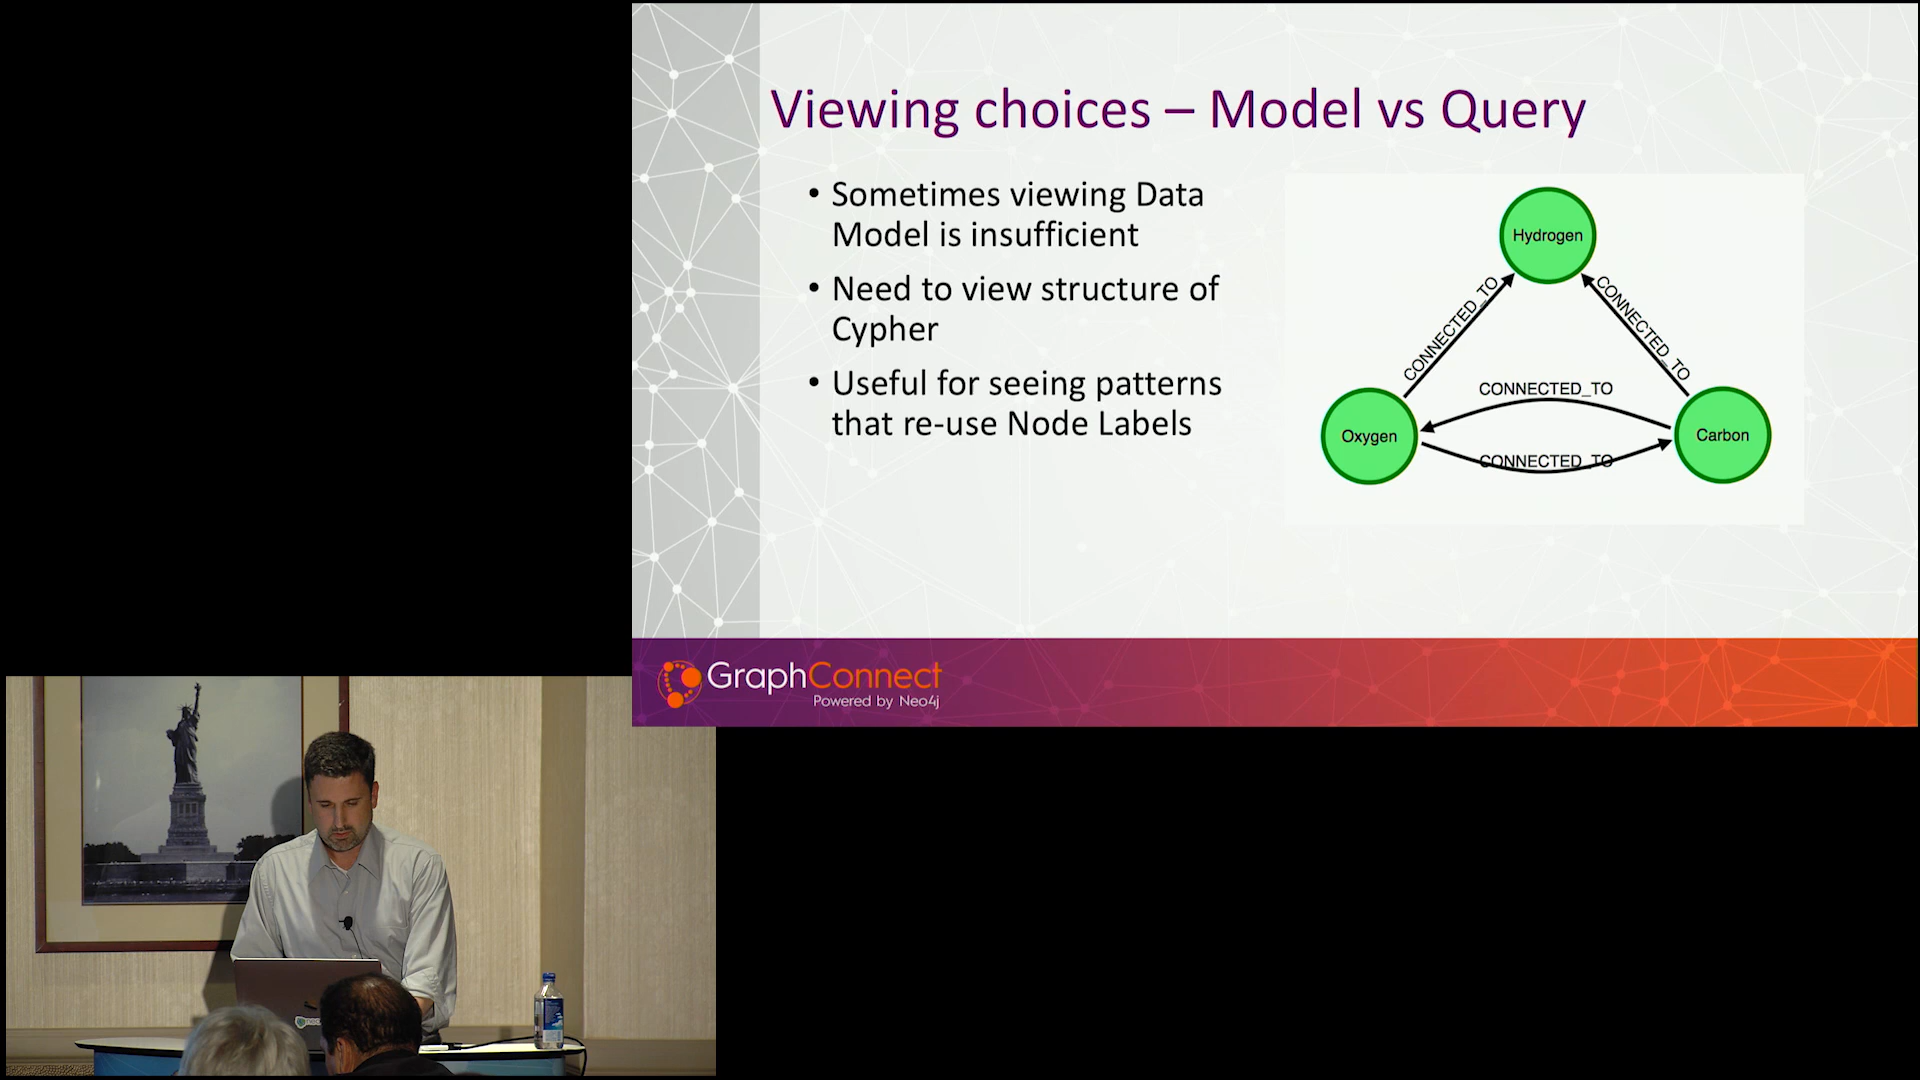 Viewing choices – Model vs Query
• Sometimes viewing Data
Model is insufficient
• Need to view structure of
Cypher
• Useful for seeing patterns
that re-use Node Labels
Hydrogen
CONNECTED_TO
CONNECTED_TO
CONNECTED_TO
Oxygen
Carbon
CONNECTED_TO
GraphConnect
Powered by Neo4j